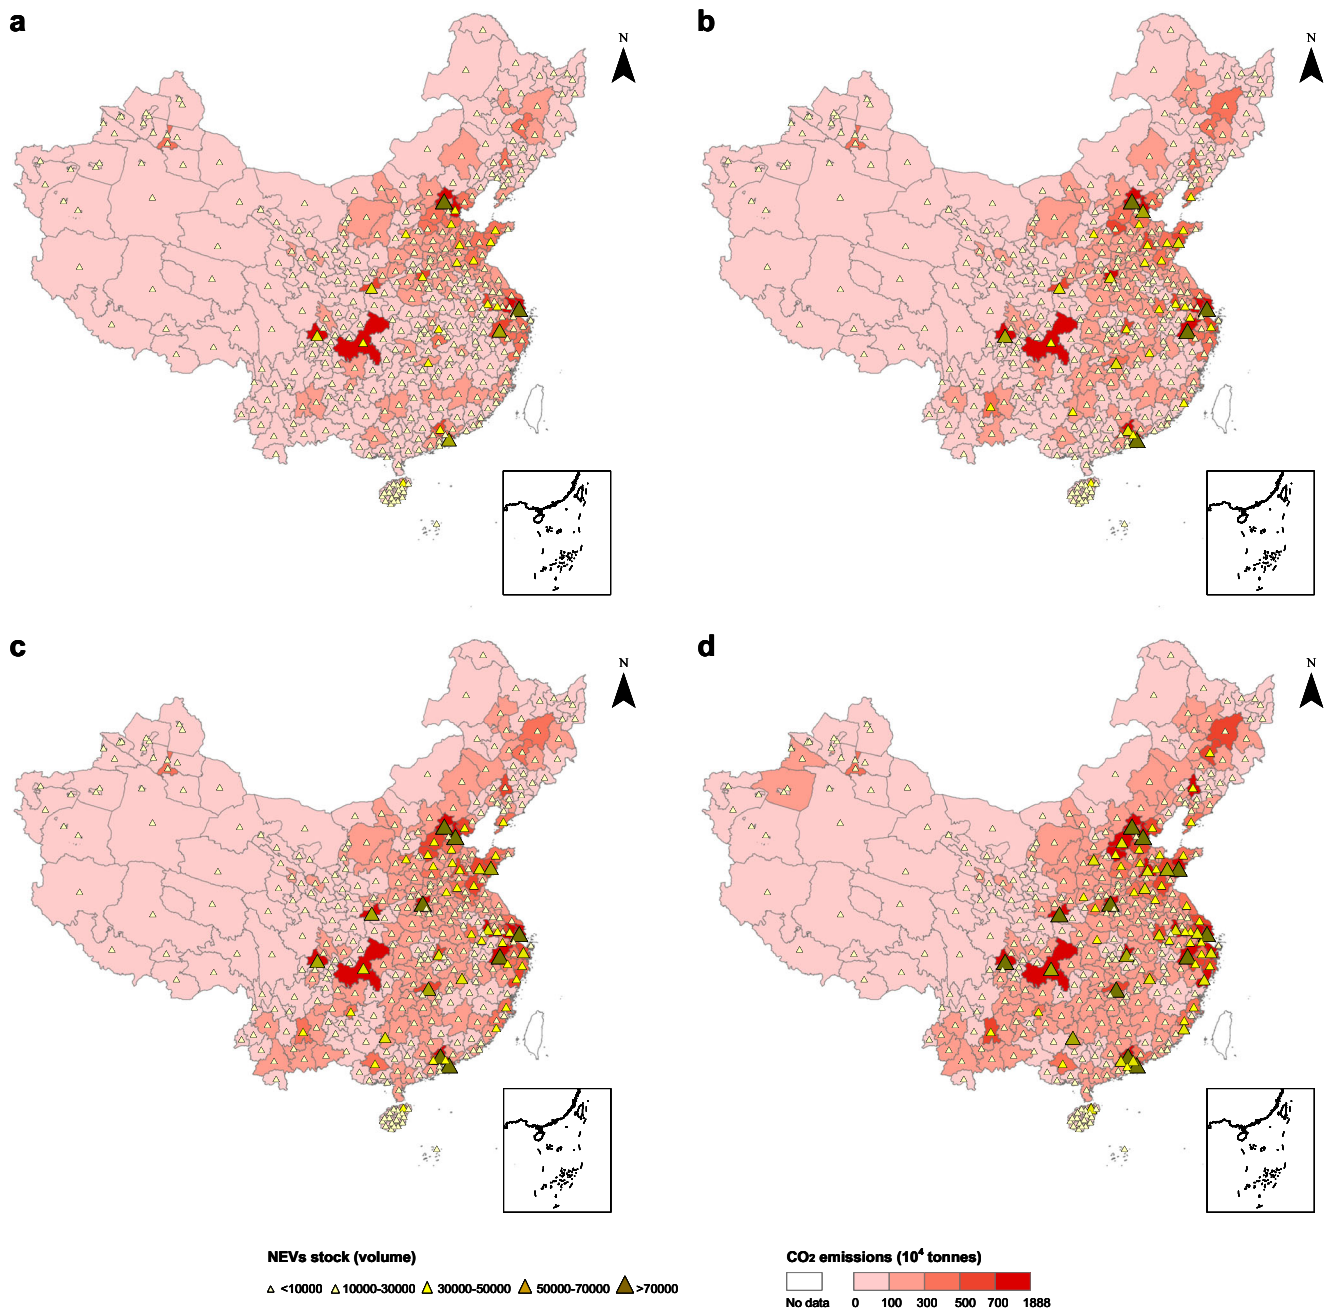 a
b
N
N
c
d
N
N
NEVs stock (volume)
<10000 10000-30000 30000-50000 50000-70000 >70000
CO2 emissions (10⁴ tonnes)
No data 0 100 300 500 700 1888